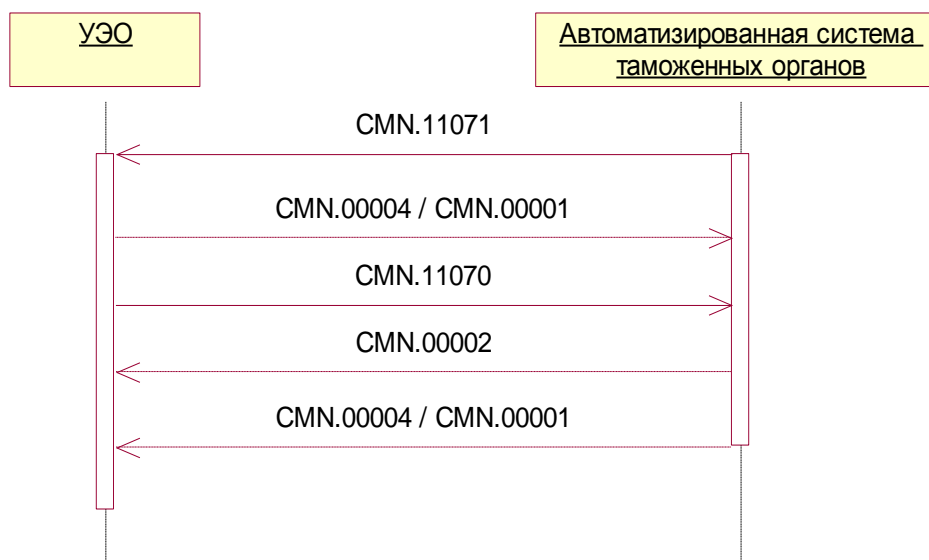 УЭО
Автоматизированная система
таможенных органов
CMN.11071
CMN.00004 / CMN.00001
CMN.11070
CMN.00002
CMN.00004 / CMN.00001